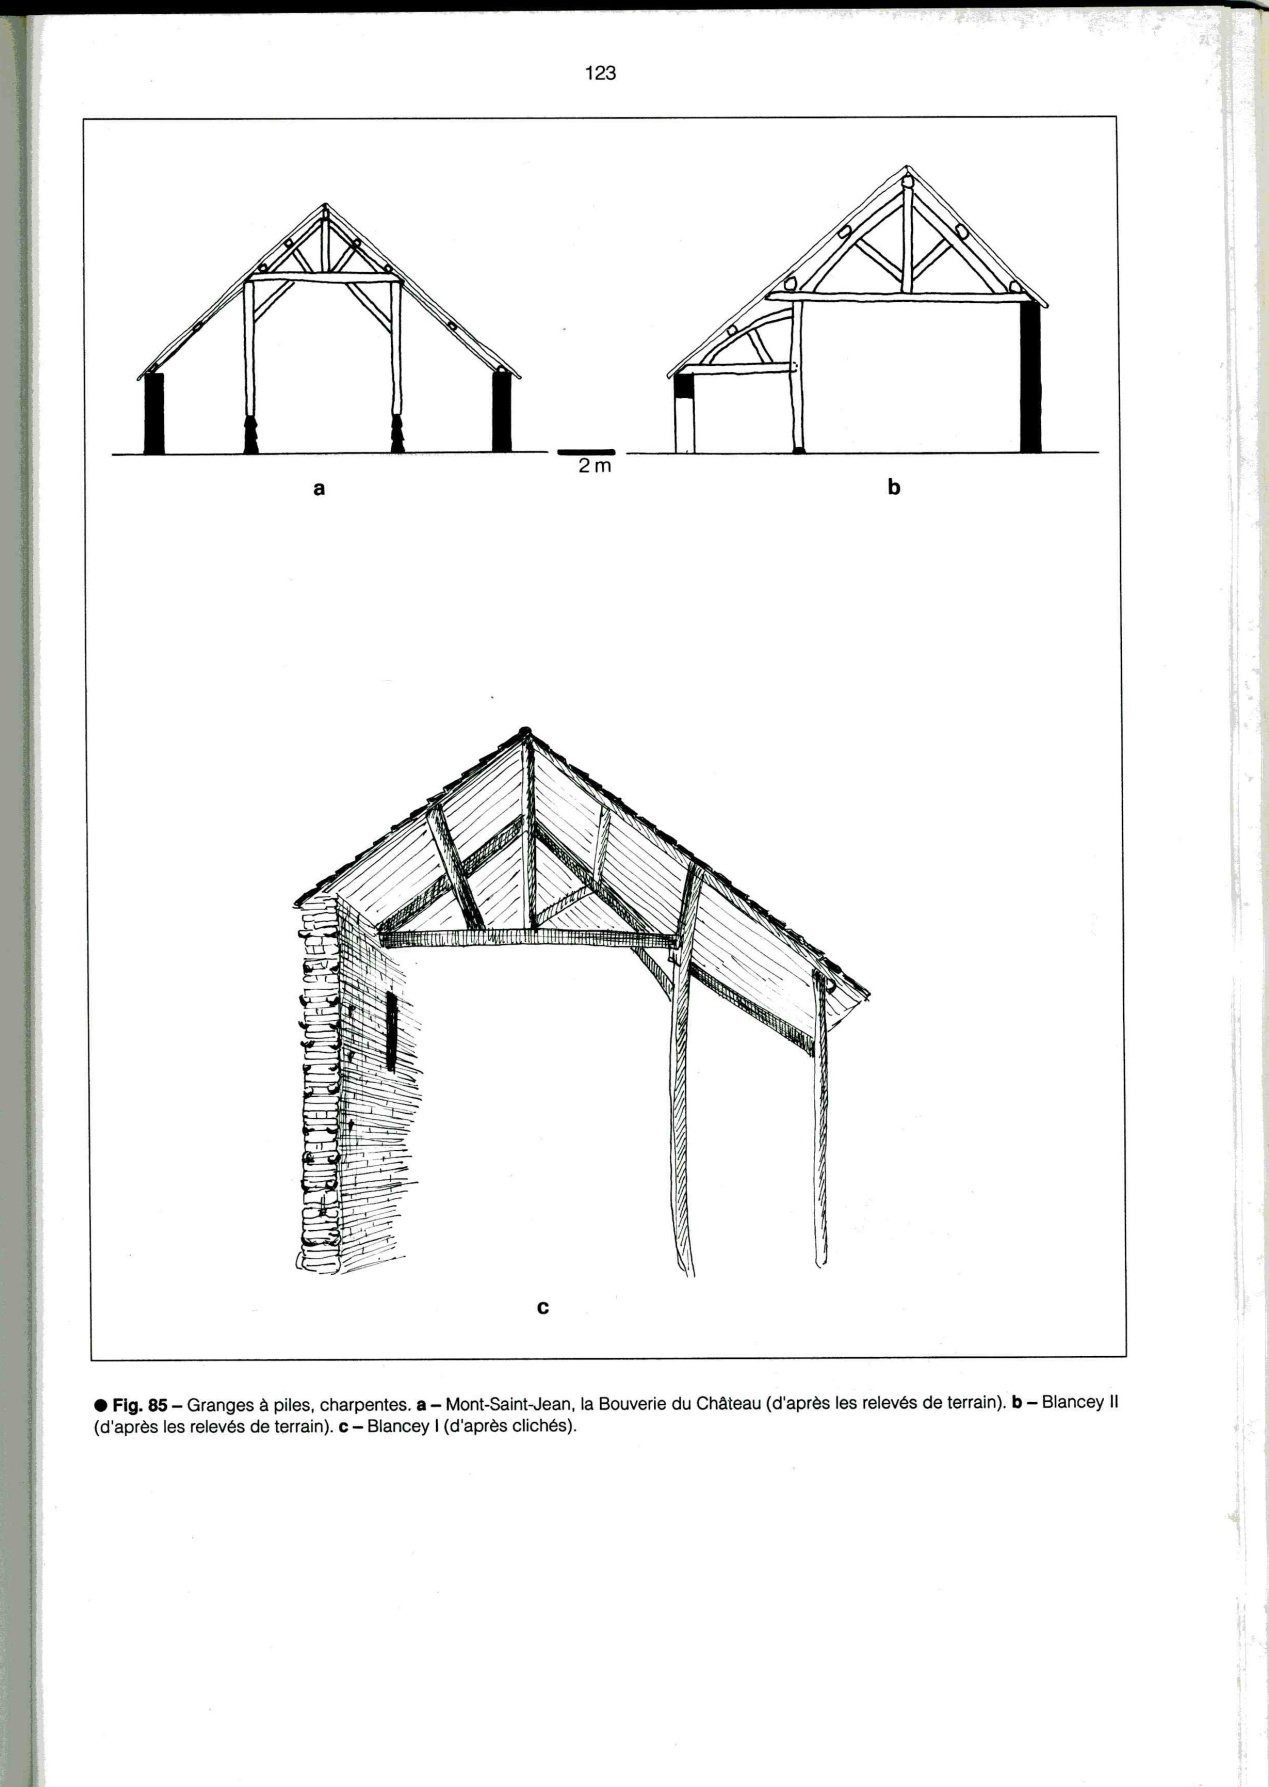 123
2 m
a
b
c
● Fig. 85 – Granges à piles, charpentes. a – Mont-Saint-Jean, la Bouverie du Château (d'après les relevés de terrain). b – Blancey II
(d'après les relevés de terrain). c – Blancey I (d'après clichés).